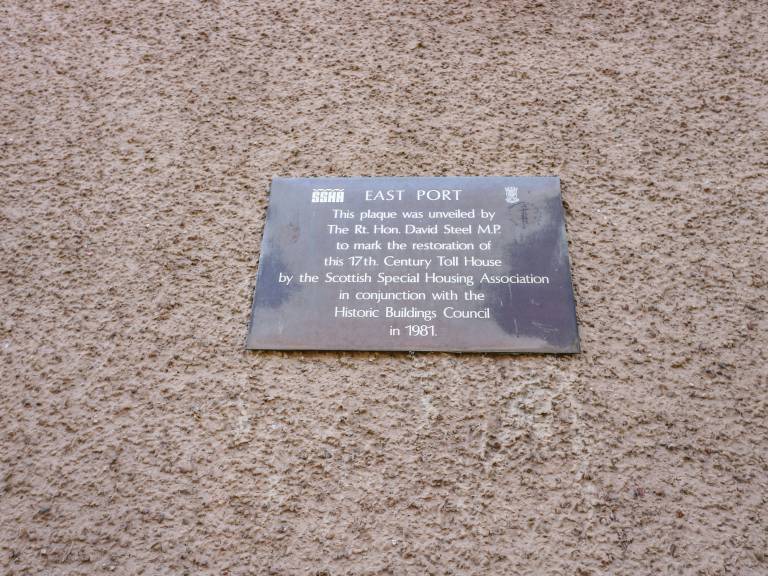 SSHA EAST PORT
This plaque was unveiled by
The Rt. Hon. David Steel M.P.
to mark the restoration of
this 17th. Century Toll House
by the Scottish Special Housing Association
in conjunction with the
Historic Buildings Council
in 1981.